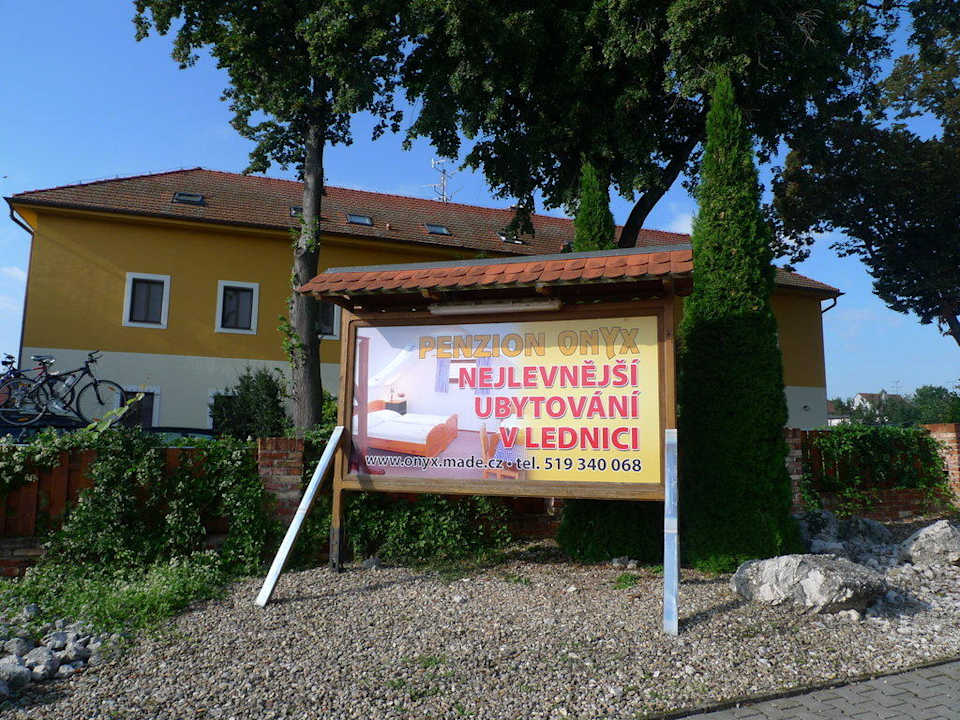 PENZION ONYX
NEJLEVNĚJŠÍ
UBYTOVÁNÍ
V LEDNICI
www.onyx.made.cz • tel. 519 340 068